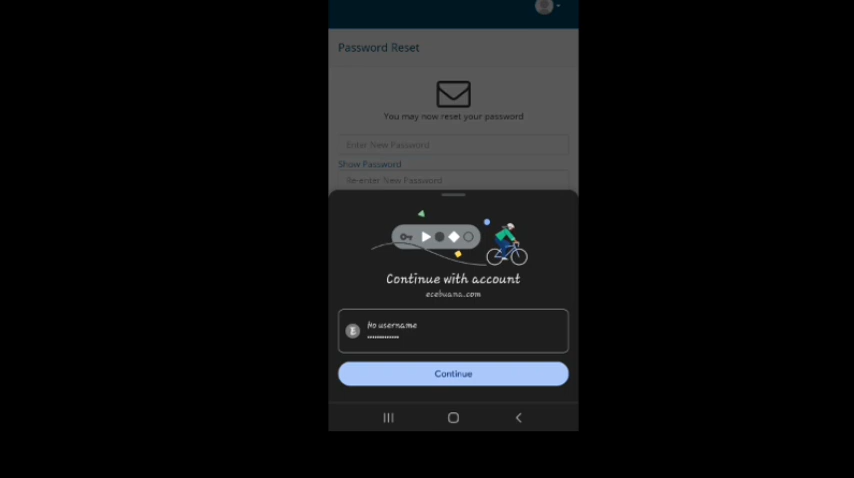 Password Reset
You may now reset your password
Enter New Password
Show Password
Re-enter New Password
Continue with account
ecebuana.com
E
No username
••••••••••••
Continue